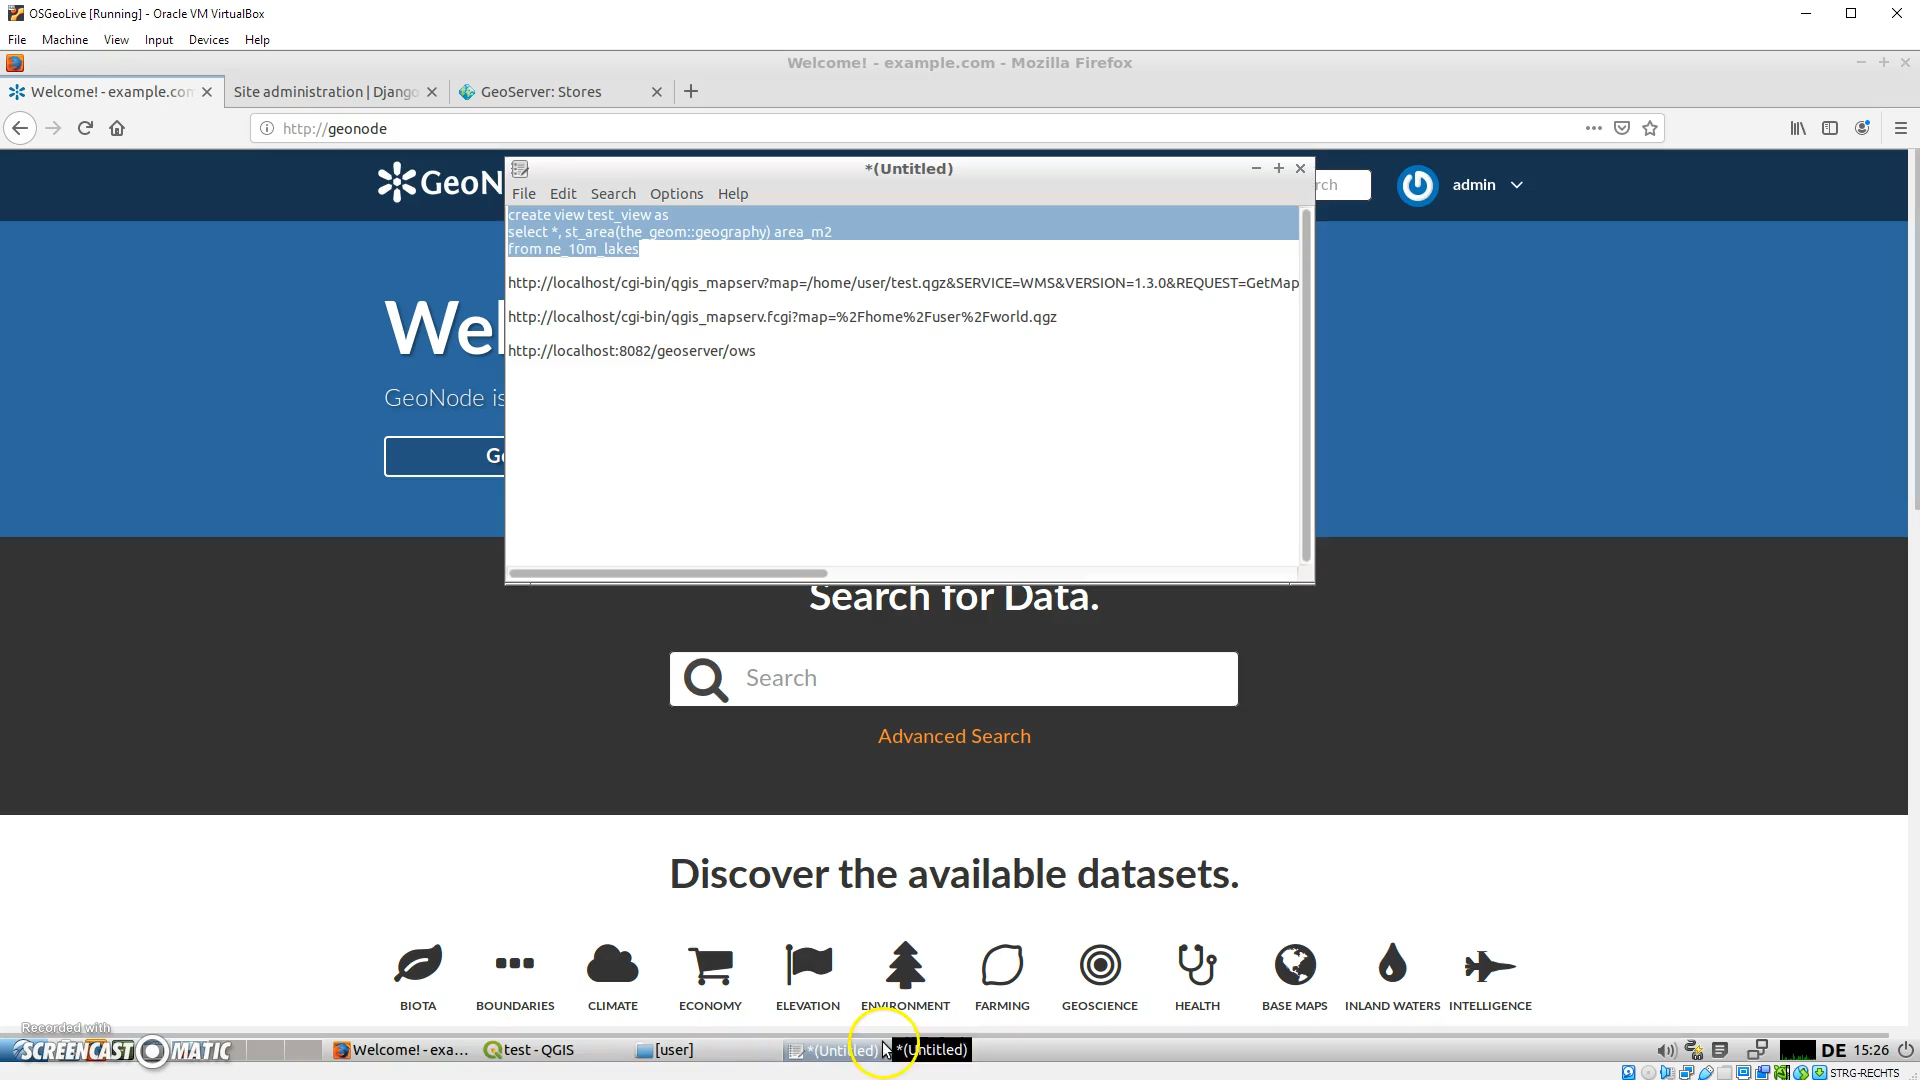 OSGeoLive [Running] - Oracle VM VirtualBox
File Machine View Input Devices Help
Welcome! - example.com - Mozilla Firefox
Welcome! - example.com
Site administration | Django
GeoServer: Stores
http://geonode
*(Untitled)
GeoN
rch
admin
File Edit Search Options Help
create view test_view as
select *, st_area(the_geom::geography) area_m2
from ne_10m_lakes
http://localhost/cgi-bin/qgis_mapserv?map=/home/user/test.qgz&SERVICE=WMS&VERSION=1.3.0&REQUEST=GetMap
http://localhost/cgi-bin/qgis_mapserv.fcgi?map=%2Fhome%2Fuser%2Fworld.qgz
http://localhost:8082/geoserver/ows
Wel
GeoNode is
Ge
Search for Data.
Search
Advanced Search
Discover the available datasets.
BIOTA BOUNDARIES CLIMATE ECONOMY ELEVATION ENVIRONMENT FARMING GEOSCIENCE HEALTH BASE MAPS INLAND WATERS INTELLIGENCE
Recorded with
SCREENCAST MATIC
Welcome! - exa...
test - QGIS
[user]
*(Untitled)
*(Untitled)
DE 15:26
STRG-RECHTS